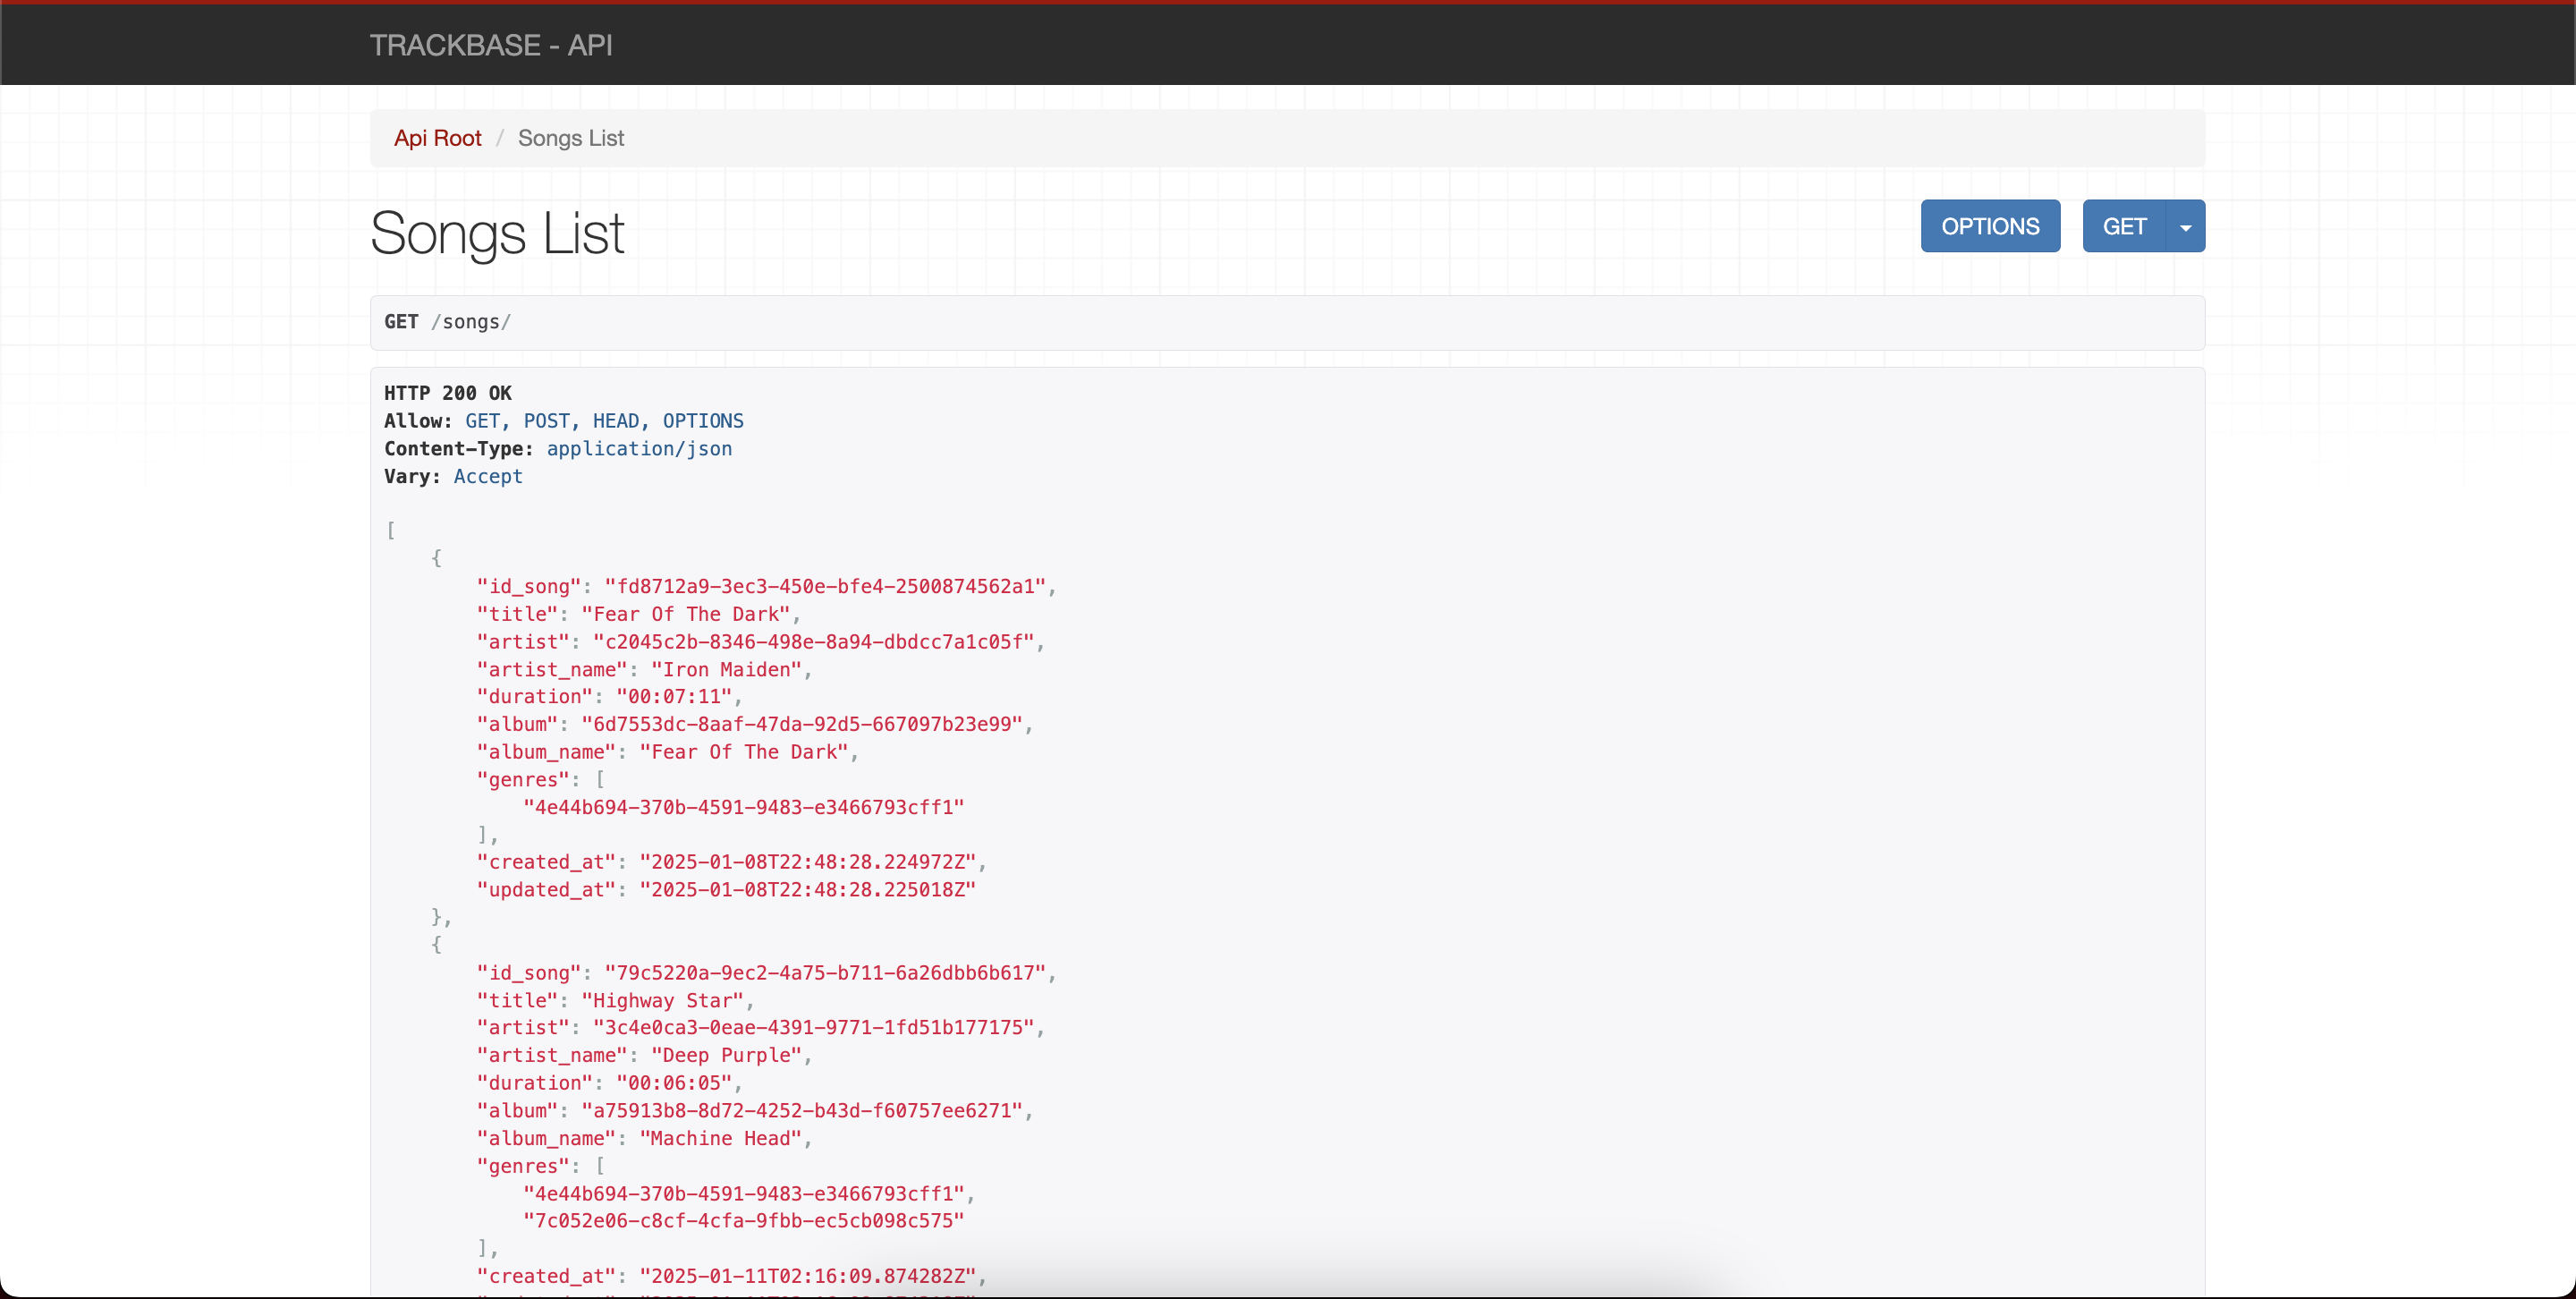 TRACKBASE - API
Api Root / Songs List
Songs List
OPTIONS
GET
GET /songs/
HTTP 200 OK
Allow: GET, POST, HEAD, OPTIONS
Content-Type: application/json
Vary: Accept
[
    {
        "id_song": "fd8712a9-3ec3-450e-bfe4-2500874562a1",
        "title": "Fear Of The Dark",
        "artist": "c2045c2b-8346-498e-8a94-dbdcc7a1c05f",
        "artist_name": "Iron Maiden",
        "duration": "00:07:11",
        "album": "6d7553dc-8aaf-47da-92d5-667097b23e99",
        "album_name": "Fear Of The Dark",
        "genres": [
            "4e44b694-370b-4591-9483-e3466793cff1"
        ],
        "created_at": "2025-01-08T22:48:28.224972Z",
        "updated_at": "2025-01-08T22:48:28.225018Z"
    },
    {
        "id_song": "79c5220a-9ec2-4a75-b711-6a26dbb6b617",
        "title": "Highway Star",
        "artist": "3c4e0ca3-0eae-4391-9771-1fd51b177175",
        "artist_name": "Deep Purple",
        "duration": "00:06:05",
        "album": "a75913b8-8d72-4252-b43d-f60757ee6271",
        "album_name": "Machine Head",
        "genres": [
            "4e44b694-370b-4591-9483-e3466793cff1",
            "7c052e06-c8cf-4cfa-9fbb-ec5cb098c575"
        ],
        "created_at": "2025-01-11T02:16:09.874282Z",